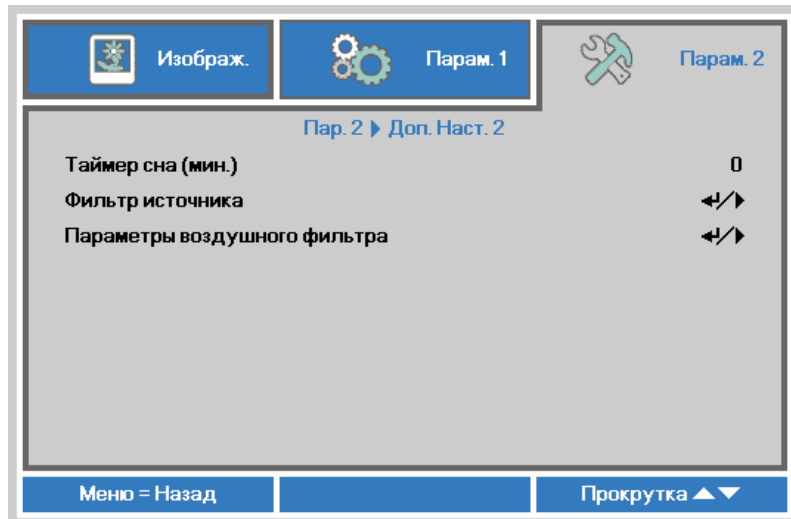 Изображ. Парам. 1 Парам. 2
Пар. 2 ▶ Доп. Наст. 2
Таймер сна (мин.) 0
Фильтр источника ↵/▶
Параметры воздушного фильтра ↵/▶
Меню = Назад Прокрутка ▲▼